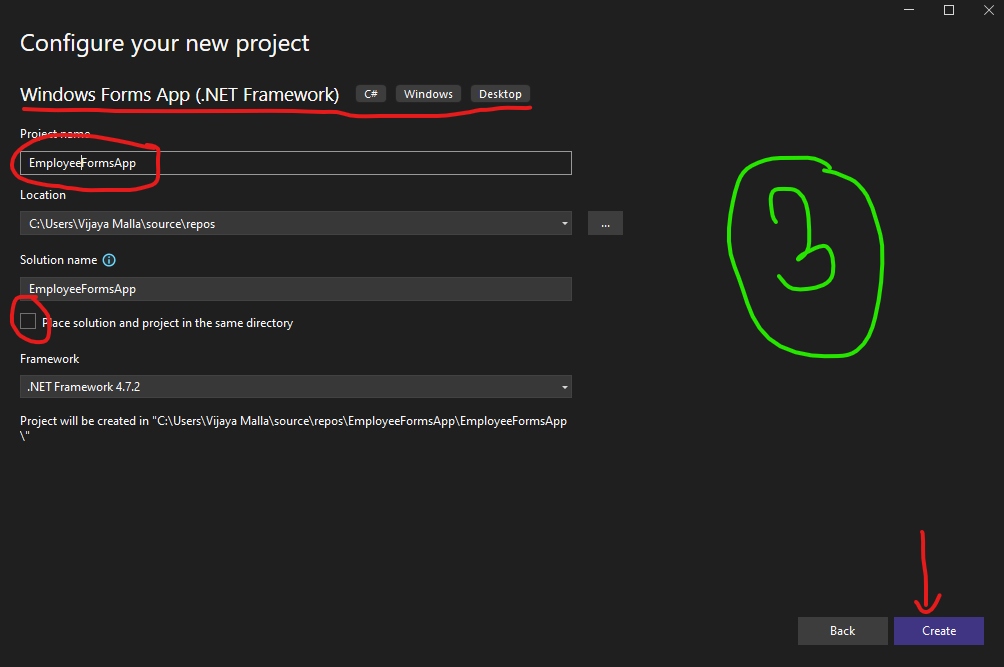 Configure your new project
Windows Forms App (.NET Framework) C# Windows Desktop
Project name
EmployeeFormsApp
Location
C:\Users\Vijaya Malla\source\repos
...
Solution name
EmployeeFormsApp
Place solution and project in the same directory
Framework
.NET Framework 4.7.2
Project will be created in "C:\Users\Vijaya Malla\source\repos\EmployeeFormsApp\EmployeeFormsApp
\"
3
Back Create